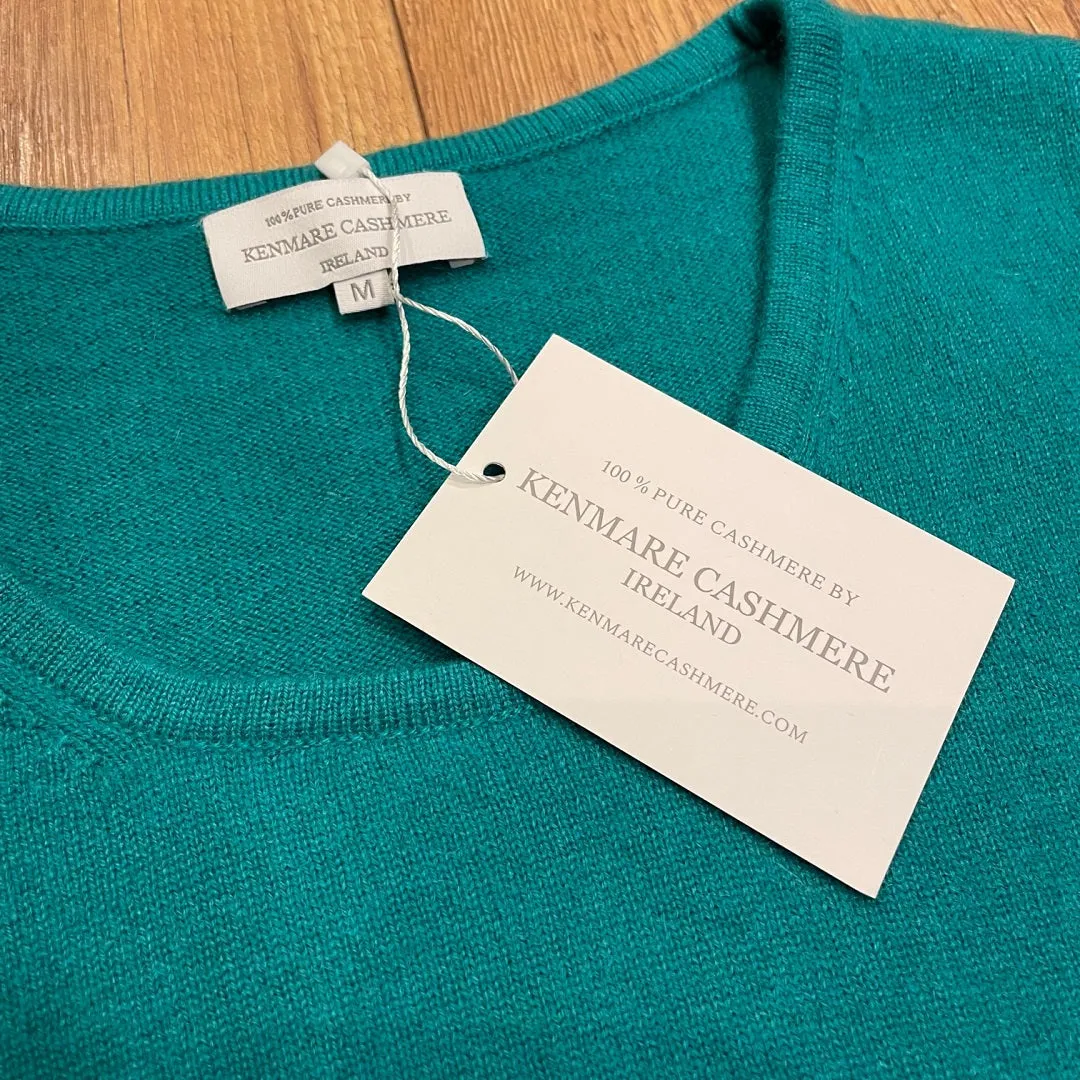 100% PURE CASHMERE BY
KENMARE CASHMERE
IRELAND
M
100 % PURE CASHMERE BY
KENMARE CASHMERE
IRELAND
WWW.KENMARECASHMERE.COM